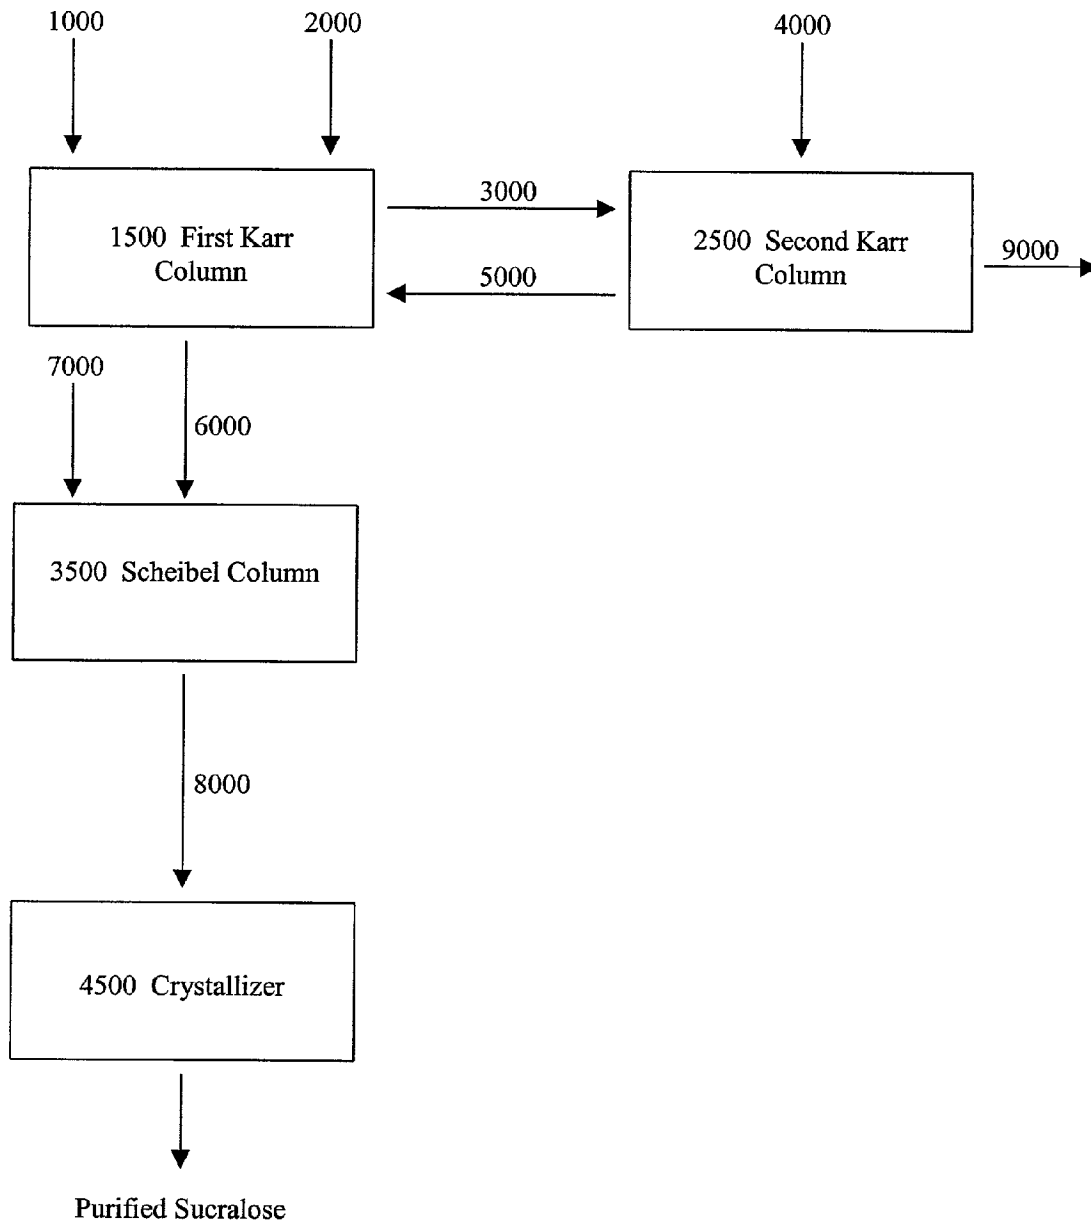 1000
2000
4000
3000
1500 First Karr
Column
2500 Second Karr
Column
9000
5000
7000
6000
3500 Scheibel Column
8000
4500 Crystallizer
Purified Sucralose